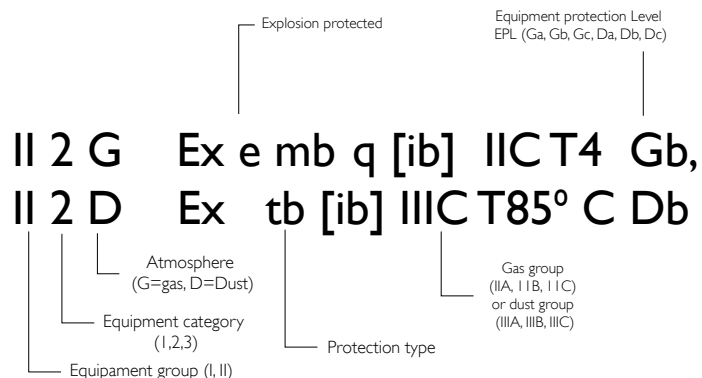 Equipment protection Level
EPL (Ga, Gb, Gc, Da, Db, Dc)
Explosion protected
II 2 G Ex e mb q [ib] IIC T4 Gb,
II 2 D Ex tb [ib] IIIC T85º C Db
Atmosphere
(G=gas, D=Dust)
Gas group
(IIA, 11B, 11C)
or dust group
(IIIA, IIIB, IIIC)
Equipment category
(1,2,3)
Protection type
Equipament group (I, II)